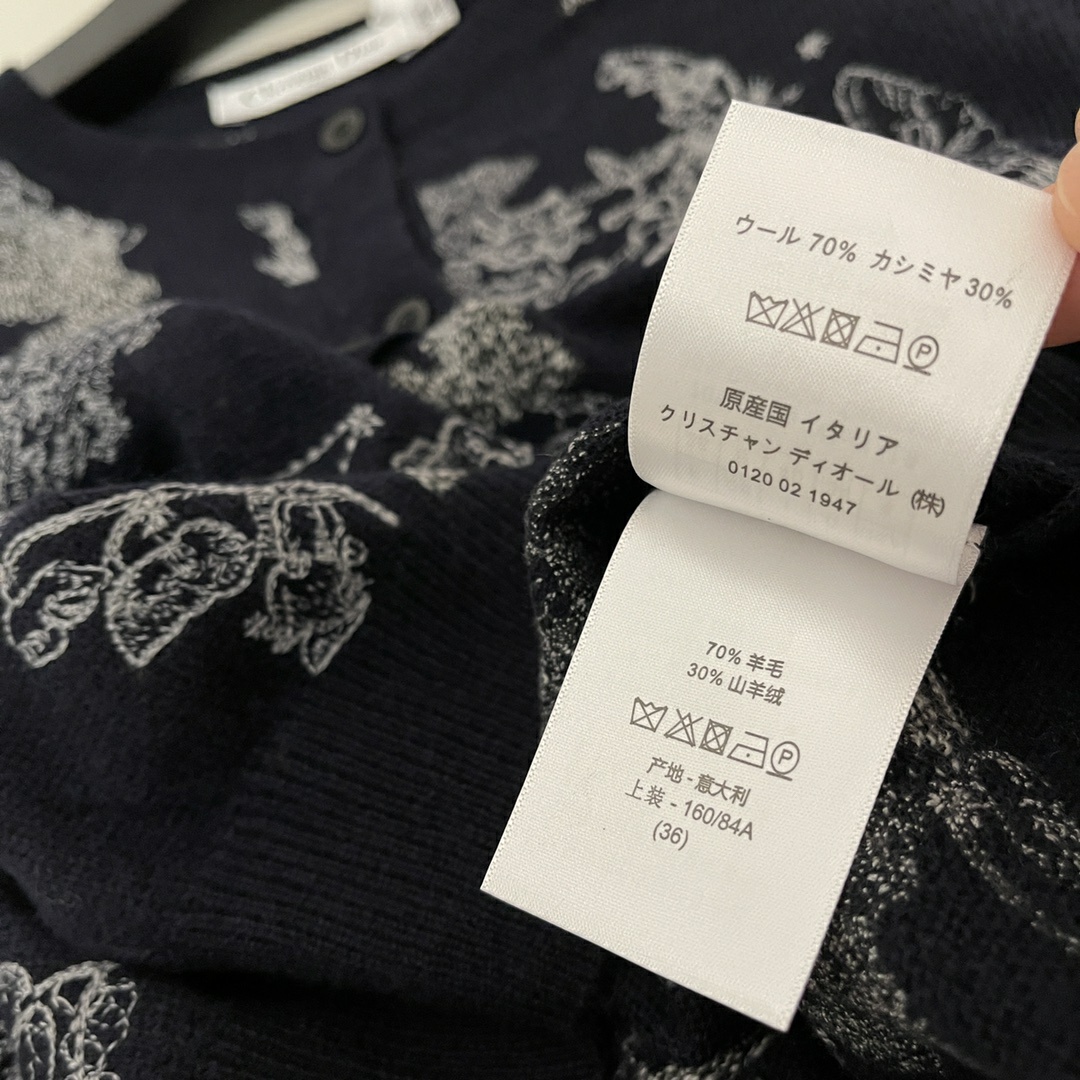 ウール 70% カシミヤ 30%
P
原産国 イタリア
クリスチャン ディオール ㈱
0120 02 1947
70% 羊毛
30% 山羊绒
P
产地 - 意大利
上装 - 160/84A
(36)